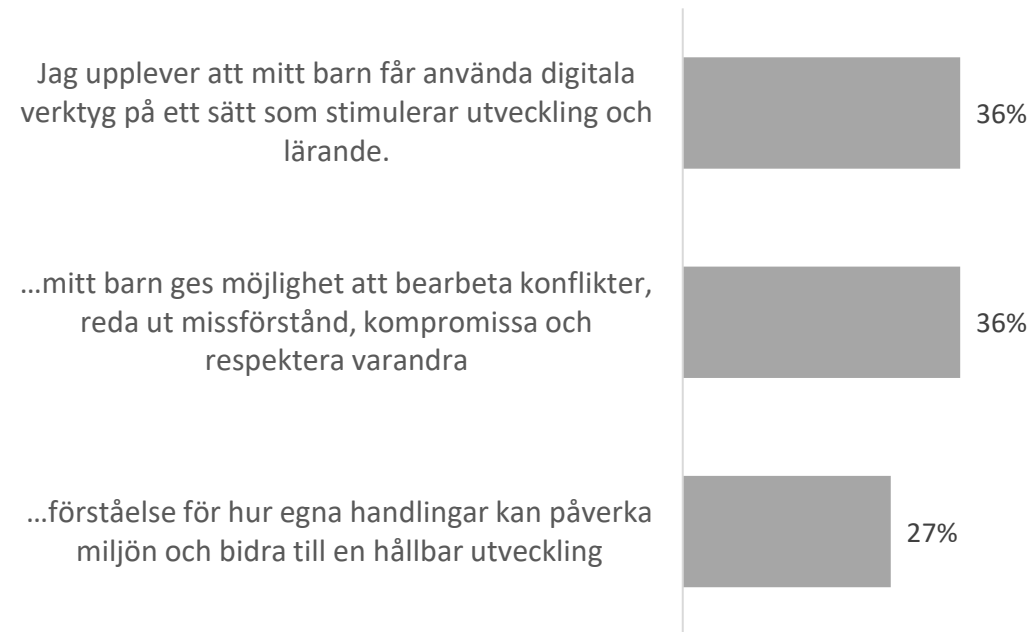 Jag upplever att mitt barn får använda digitala
verktyg på ett sätt som stimulerar utveckling och
lärande.
36%
...mitt barn ges möjlighet att bearbeta konflikter,
reda ut missförstånd, kompromissa och
respektera varandra
36%
...förståelse för hur egna handlingar kan påverka
miljön och bidra till en hållbar utveckling
27%